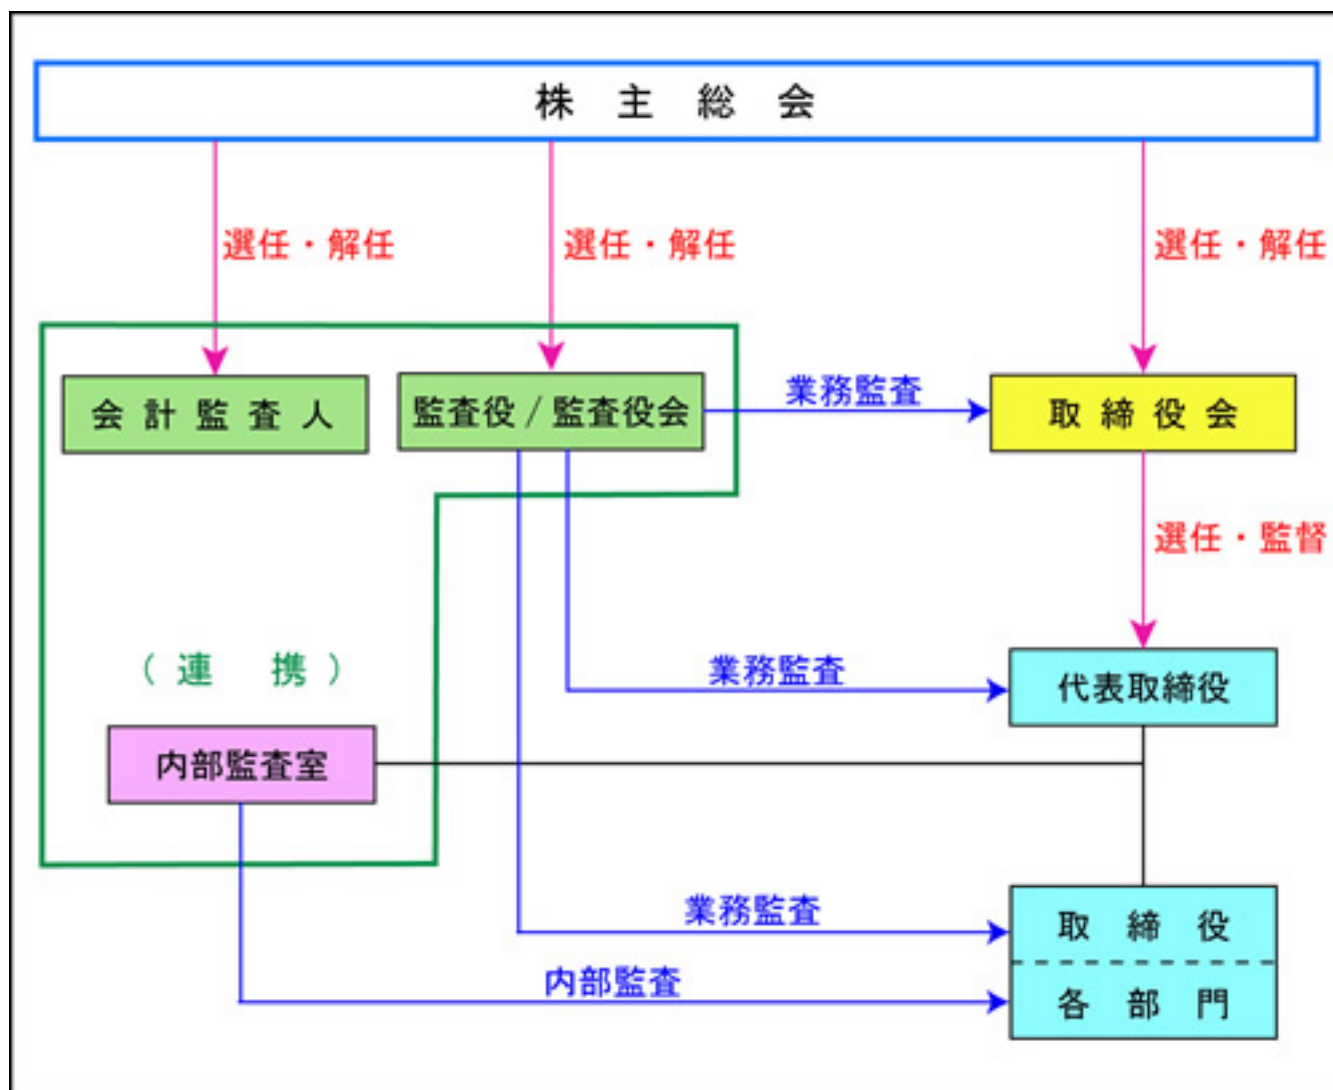 株主総会
選任・解任
選任・解任
選任・解任
会計監査人
監査役/監査役会
業務監査
取締役会
選任・監督
(連携)
業務監査
代表取締役
内部監査室
業務監査
取締役
内部監査
各部門